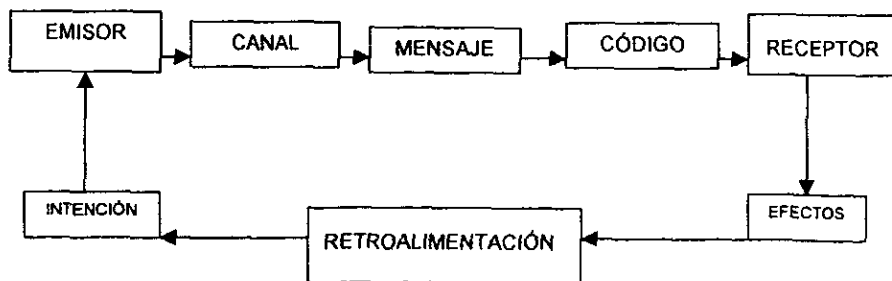 EMISOR
CANAL
MENSAJE
CÓDIGO
RECEPTOR
INTENCIÓN
RETROALIMENTACIÓN
EFECTOS